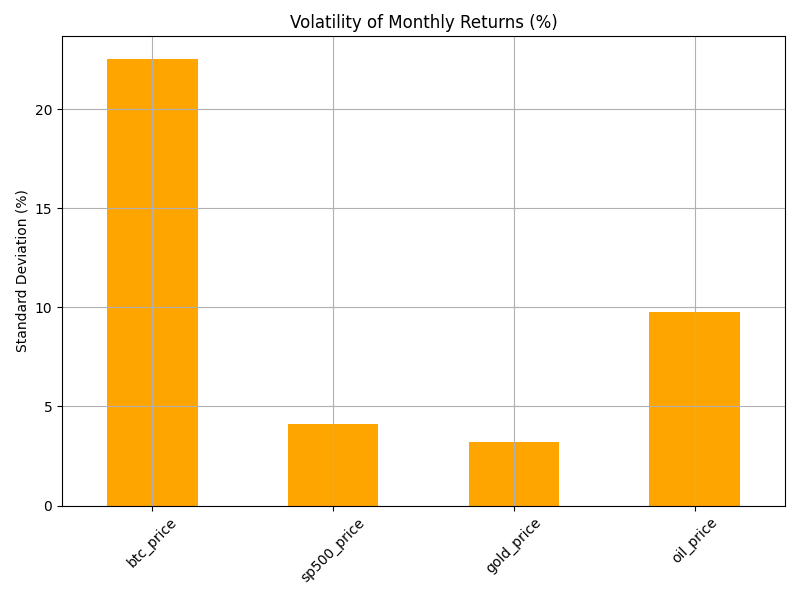 Volatility of Monthly Returns (%)
Standard Deviation (%)
20
15
10
5
0
btc_price
sp500_price
gold_price
oil_price